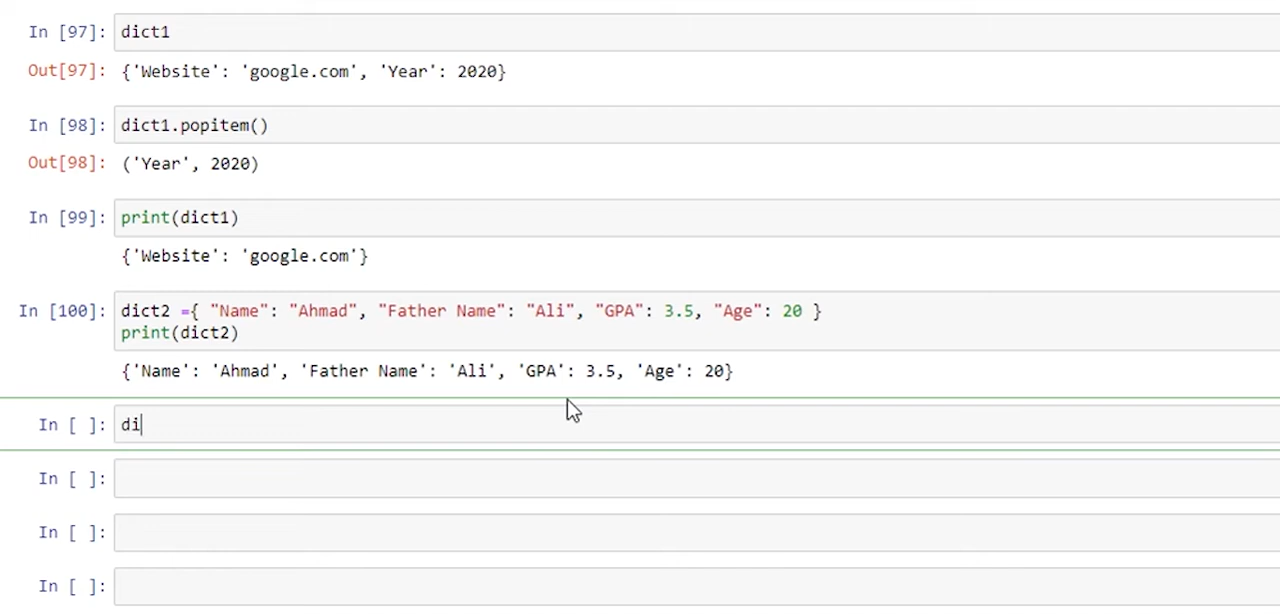 In [97]: dict1
Out[97]: {'Website': 'google.com', 'Year': 2020}
In [98]: dict1.popitem()
Out[98]: ('Year', 2020)
In [99]: print(dict1)
{'Website': 'google.com'}
In [100]: dict2 ={ "Name": "Ahmad", "Father Name": "Ali", "GPA": 3.5, "Age": 20 }
print(dict2)
{'Name': 'Ahmad', 'Father Name': 'Ali', 'GPA': 3.5, 'Age': 20}
In [ ]: di
In [ ]:
In [ ]:
In [ ]: